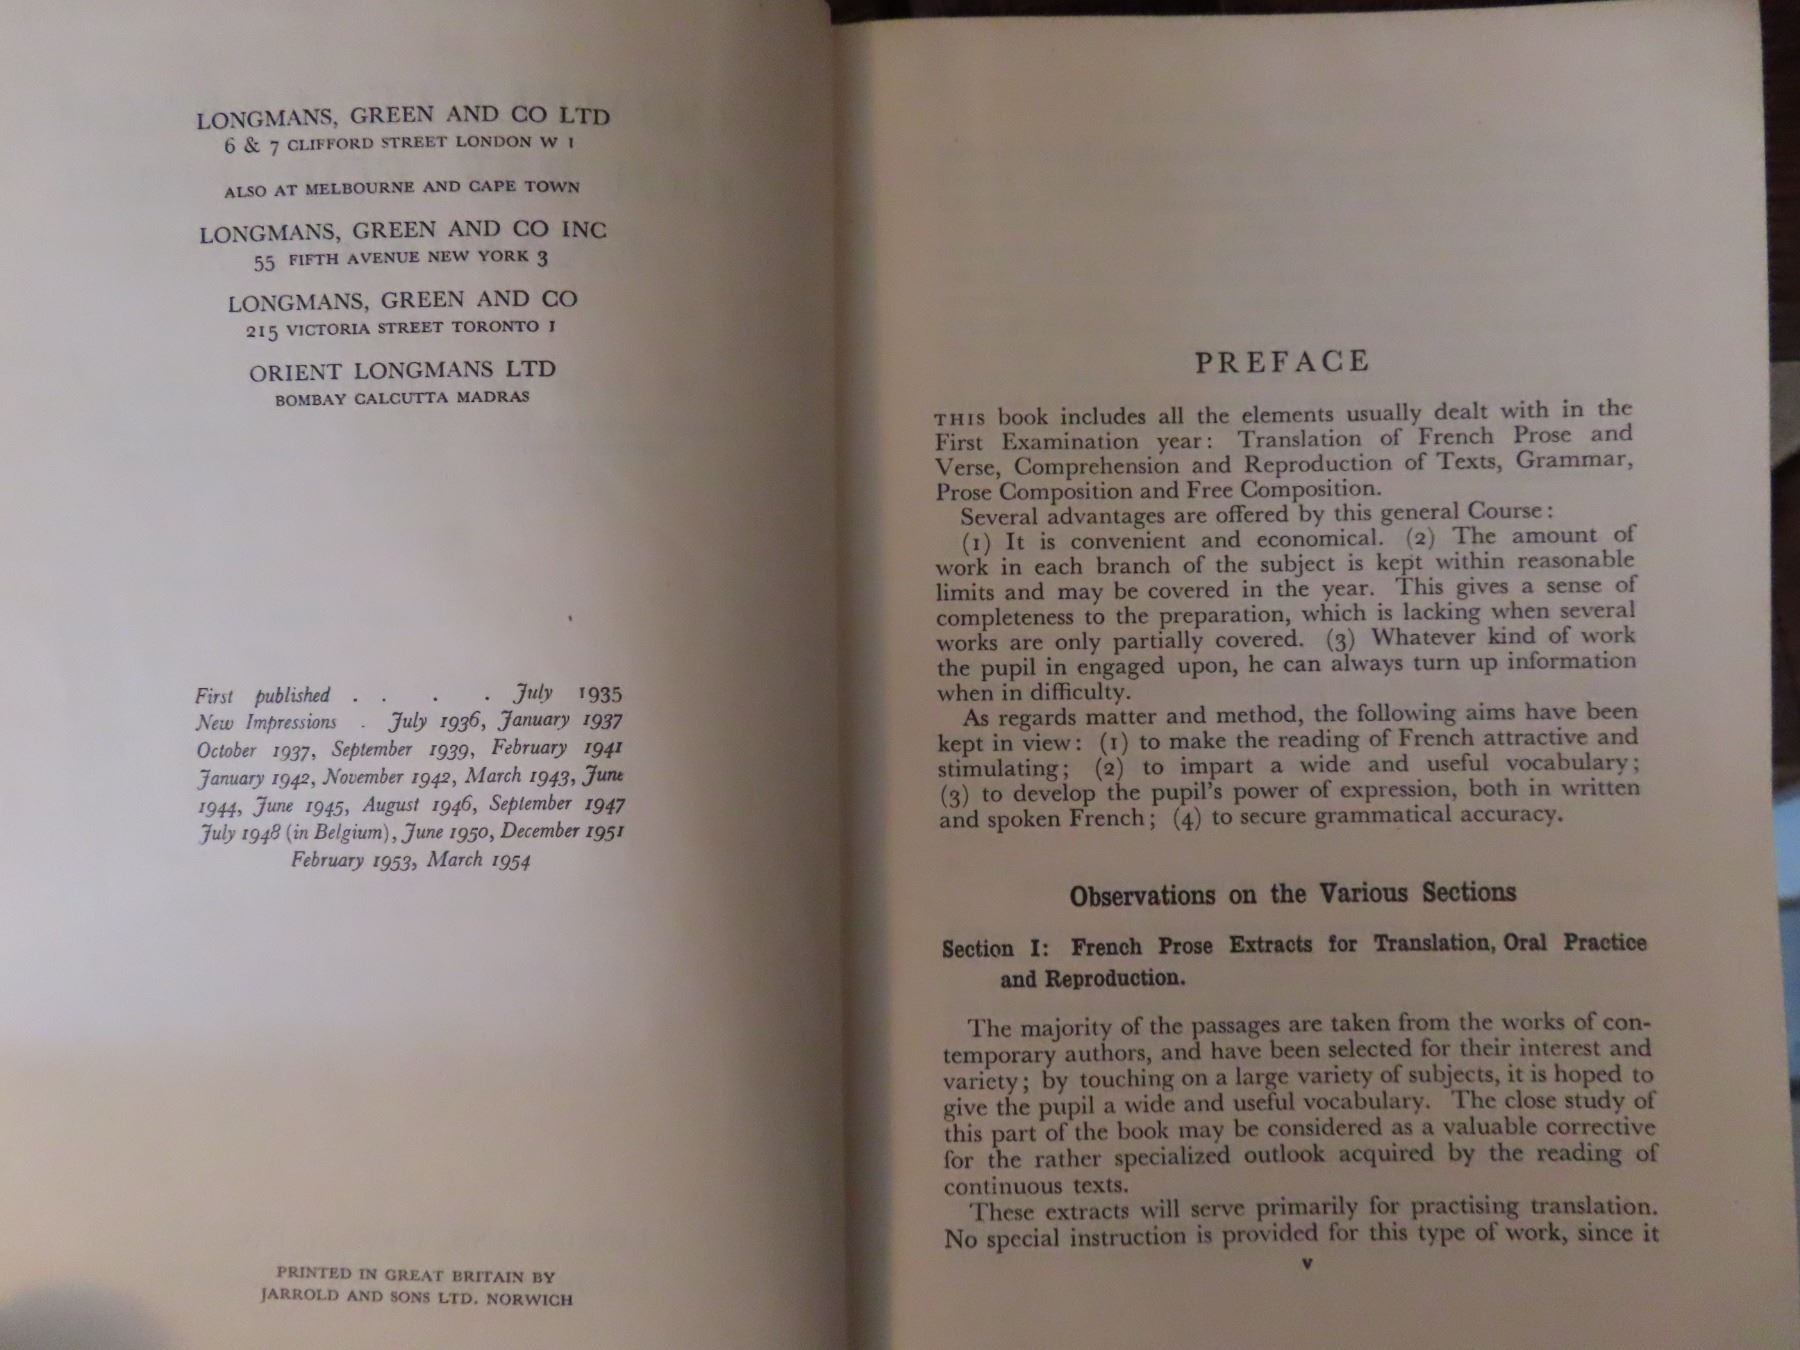 LONGMANS, GREEN AND CO LTD
6 & 7 CLIFFORD STREET LONDON W I
ALSO AT MELBOURNE AND CAPE TOWN
LONGMANS, GREEN AND CO INC
55 FIFTH AVENUE NEW YORK 3
LONGMANS, GREEN AND CO
215 VICTORIA STREET TORONTO I
ORIENT LONGMANS LTD
BOMBAY CALCUTTA MADRAS
First published . . . . July 1935
New Impressions . July 1936, January 1937
October 1937, September 1939, February 1941
January 1942, November 1942, March 1943, June
1944, June 1945, August 1946, September 1947
July 1948 (in Belgium), June 1950, December 1951
February 1953, March 1954
PRINTED IN GREAT BRITAIN BY
JARROLD AND SONS LTD. NORWICH
PREFACE
THIS book includes all the elements usually dealt with in the
First Examination year: Translation of French Prose and
Verse, Comprehension and Reproduction of Texts, Grammar,
Prose Composition and Free Composition.
Several advantages are offered by this general Course:
(1) It is convenient and economical. (2) The amount of
work in each branch of the subject is kept within reasonable
limits and may be covered in the year. This gives a sense of
completeness to the preparation, which is lacking when several
works are only partially covered. (3) Whatever kind of work
the pupil in engaged upon, he can always turn up information
when in difficulty.
As regards matter and method, the following aims have been
kept in view: (1) to make the reading of French attractive and
stimulating; (2) to impart a wide and useful vocabulary;
(3) to develop the pupil's power of expression, both in written
and spoken French; (4) to secure grammatical accuracy.
Observations on the Various Sections
Section I: French Prose Extracts for Translation, Oral Practice
and Reproduction.
The majority of the passages are taken from the works of con-
temporary authors, and have been selected for their interest and
variety; by touching on a large variety of subjects, it is hoped to
give the pupil a wide and useful vocabulary. The close study of
this part of the book may be considered as a valuable corrective
for the rather specialized outlook acquired by the reading of
continuous texts.
These extracts will serve primarily for practising translation.
No special instruction is provided for this type of work, since it
v